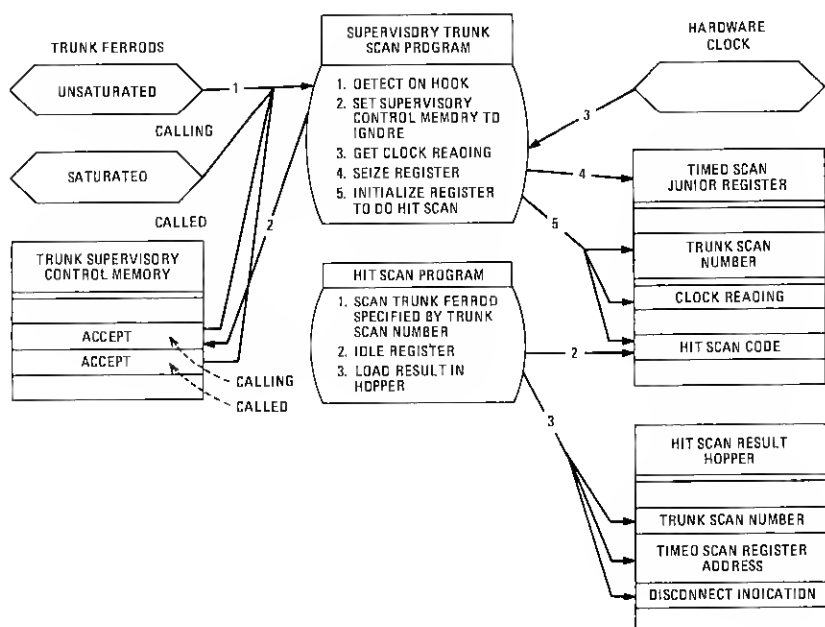 TRUNK FERRODS
UNSATURATED
CALLING
SATURATED
CALLED
TRUNK SUPERVISORY
CONTROL MEMORY
ACCEPT
ACCEPT
CALLING
CALLED
1
2
SUPERVISORY TRUNK
SCAN PROGRAM
1. DETECT ON HOOK
2. SET SUPERVISORY
CONTROL MEMORY TO
IGNORE
3. GET CLOCK READING
4. SEIZE REGISTER
5. INITIALIZE REGISTER
TO DO HIT SCAN
HIT SCAN PROGRAM
1. SCAN TRUNK FERROD
SPECIFIED BY TRUNK
SCAN NUMBER
2. IDLE REGISTER
3. LOAD RESULT IN
HOPPER
HARDWARE
CLOCK
3
4
5
2
3
TIMED SCAN
JUNIOR REGISTER
TRUNK SCAN
NUMBER
CLOCK READING
HIT SCAN CODE
HIT SCAN RESULT
HOPPER
TRUNK SCAN NUMBER
TIMED SCAN REGISTER
ADDRESS
DISCONNECT INDICATION